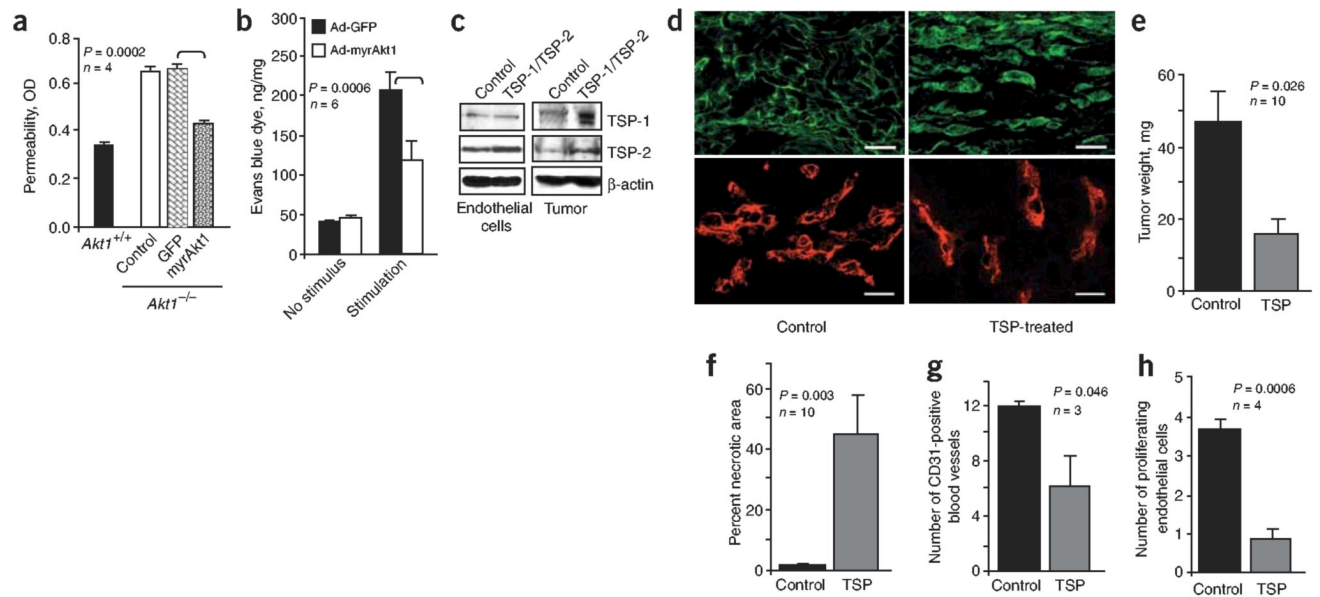 a
Permeability, OD
0.8
0.6
0.4
0.2
0.0
P = 0.0002
n = 4
Akt1+/+
Control
GFP
myrAkt1
Akt1−/−
b
Evans blue dye, ng/mg
300
250
200
150
100
50
0
Ad-GFP
Ad-myrAkt1
P = 0.0006
n = 6
No stimulus
Stimulation
c
Control
TSP-1/TSP-2
Control
TSP-1/TSP-2
TSP-1
TSP-2
β-actin
Endothelial
cells
Tumor
d
Control
TSP-treated
e
Tumor weight, mg
60
40
20
0
P = 0.026
n = 10
Control
TSP
f
Percent necrotic area
60
40
20
0
P = 0.003
n = 10
Control
TSP
g
Number of CD31-positive
blood vessels
12
8
4
0
P = 0.046
n = 3
Control
TSP
h
Number of proliferating
endothelial cells
5
4
3
2
1
0
P = 0.0006
n = 4
Control
TSP